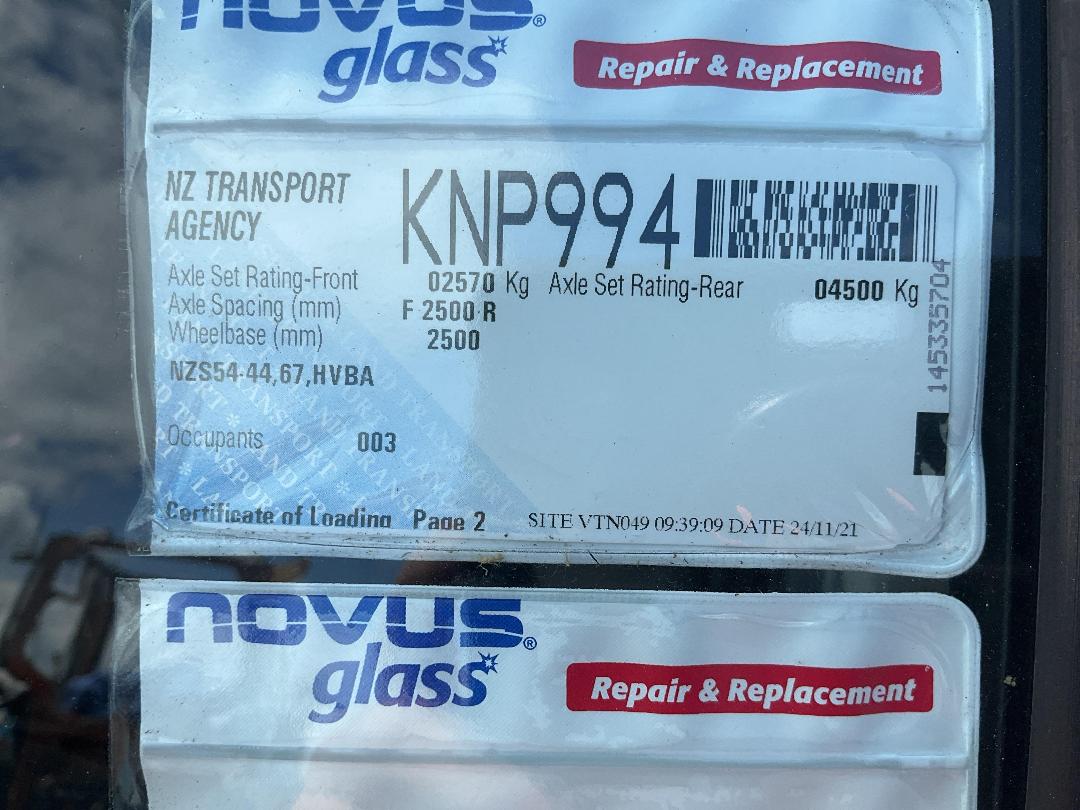 novus®
glass
Repair & Replacement
NZ TRANSPORT
AGENCY
KNP994
Axle Set Rating-Front 02570 Kg Axle Set Rating-Rear 04500 Kg
Axle Spacing (mm) F 2500 R
Wheelbase (mm) 2500
NZS54-44,67,HVBA
Occupants 003
Certificate of Loading Page 2 SITE VTN049 09:39:09 DATE 24/11/21
145335704
novus®
glass
Repair & Replacement